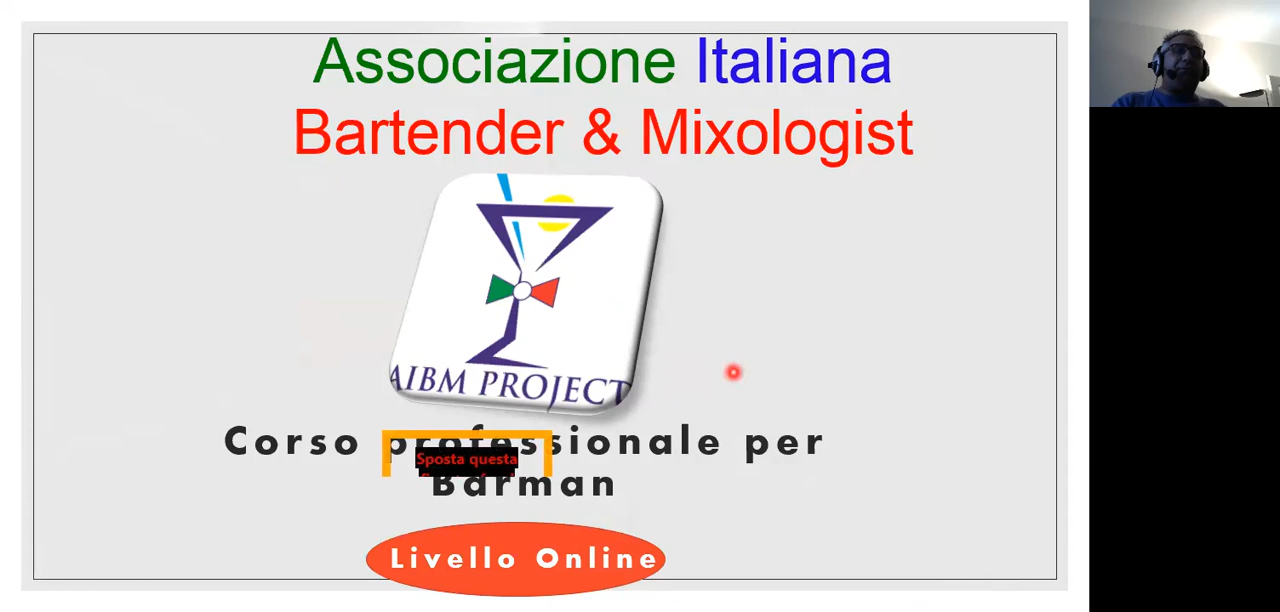 Associazione Italiana
Bartender & Mixologist
AIBM PROJECT
Corso professionale per
Sposta questa
Barman
Livello Online